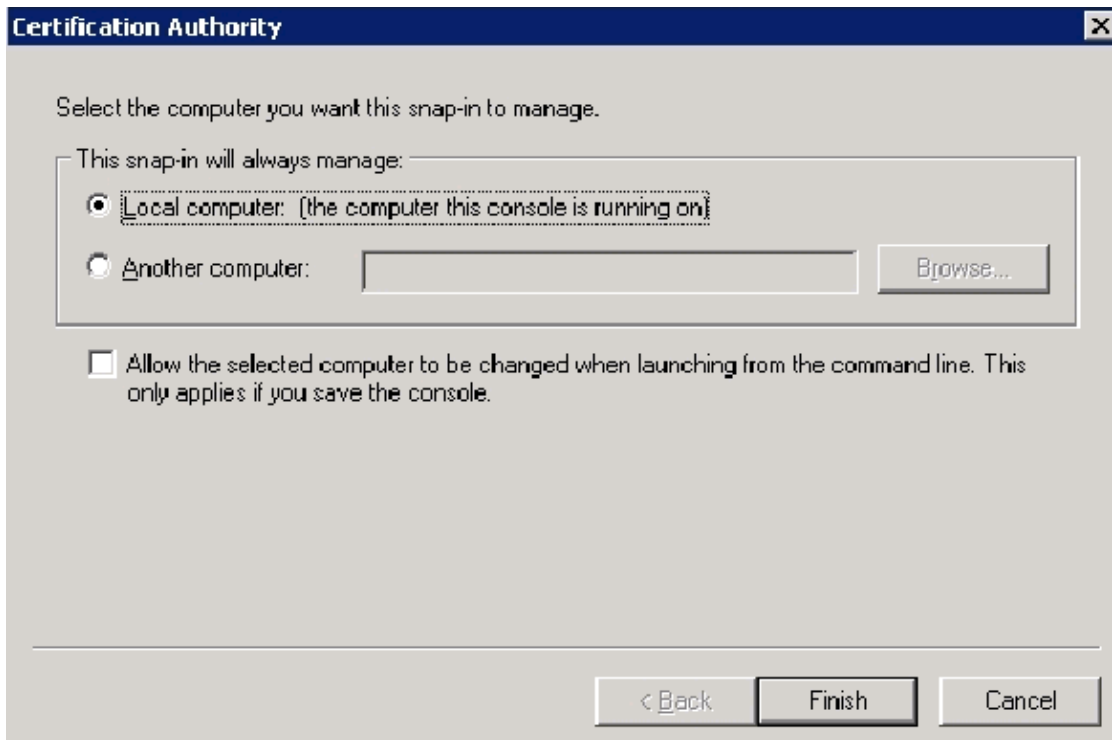 Certification Authority
Select the computer you want this snap-in to manage.
This snap-in will always manage:
Local computer: (the computer this console is running on)
Another computer:
Browse...
Allow the selected computer to be changed when launching from the command line. This
only applies if you save the console.
< Back
Finish
Cancel